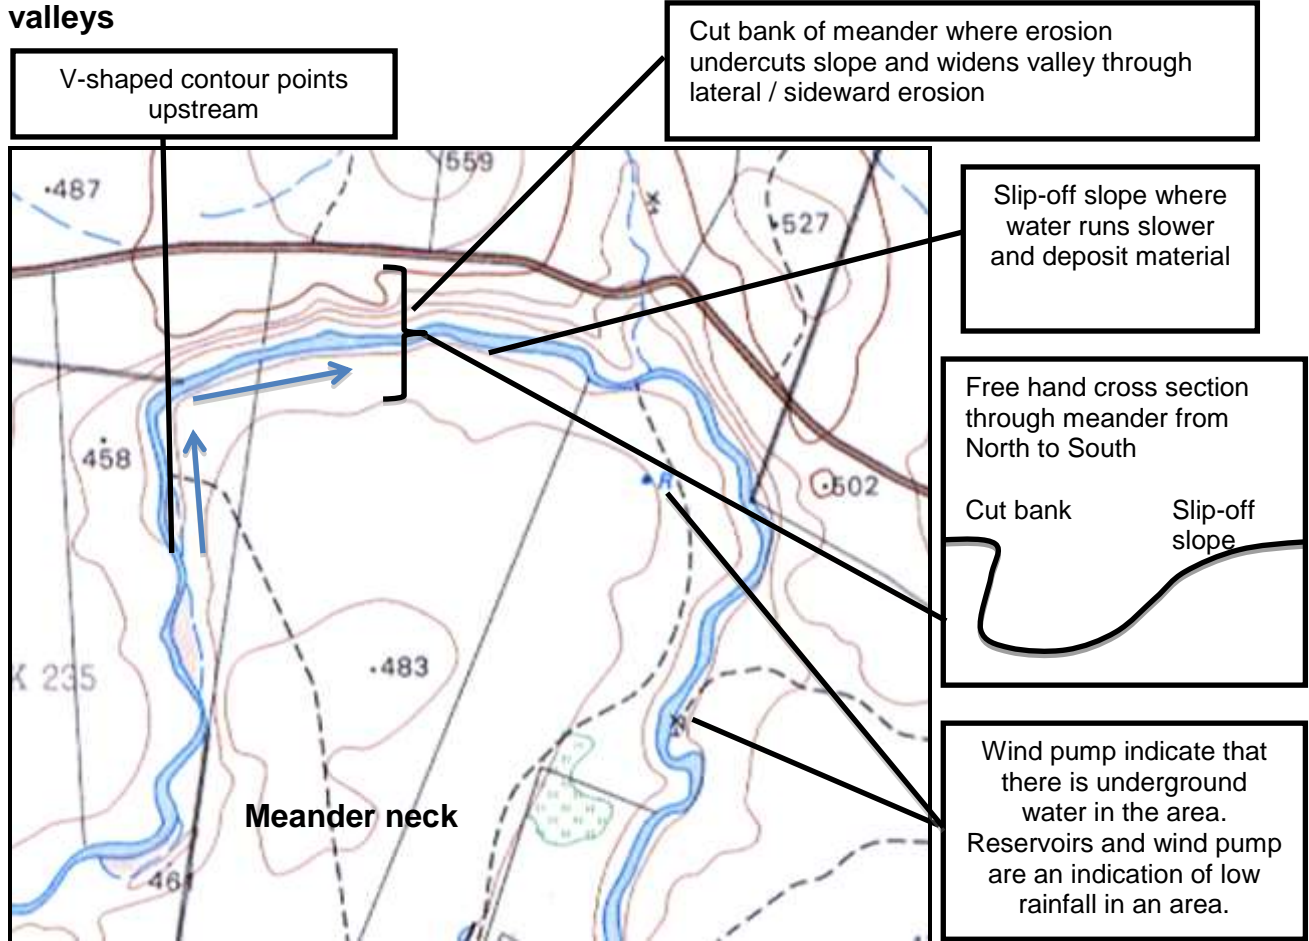 valleys
V-shaped contour points
upstream
Cut bank of meander where erosion
undercuts slope and widens valley through
lateral / sideward erosion
Slip-off slope where
water runs slower
and deposit material
Free hand cross section
through meander from
North to South
Cut bank
Slip-off
slope
Wind pump indicate that
there is underground
water in the area.
Reservoirs and wind pump
are an indication of low
rainfall in an area.
487
559
527
458
502
R
K 235
483
Meander neck
461